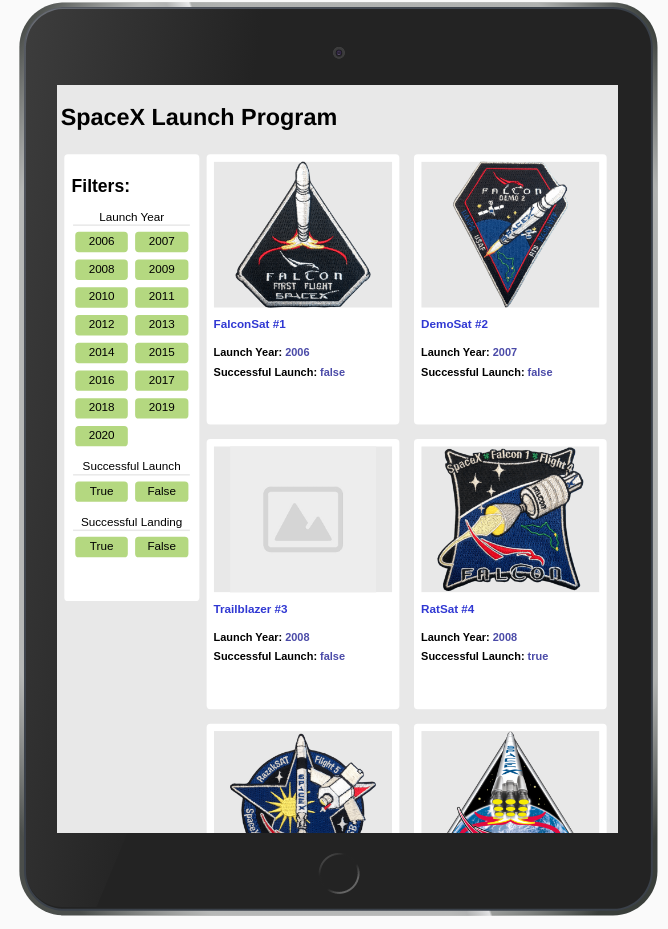 SpaceX Launch Program
Filters:
Launch Year
2006 2007
2008 2009
2010 2011
2012 2013
2014 2015
2016 2017
2018 2019
2020
Successful Launch
True False
Successful Landing
True False
FALCON
FIRST FLIGHT
SPACEX
FalconSat #1
Launch Year: 2006
Successful Launch: false
FALCON
DEMO 2
DemoSat #2
Launch Year: 2007
Successful Launch: false
Trailblazer #3
Launch Year: 2008
Successful Launch: false
SpaceX Falcon 1 Flight 4
FALCON
FALCON
RatSat #4
Launch Year: 2008
Successful Launch: true
RazakSAT Flight 5
SPACEX